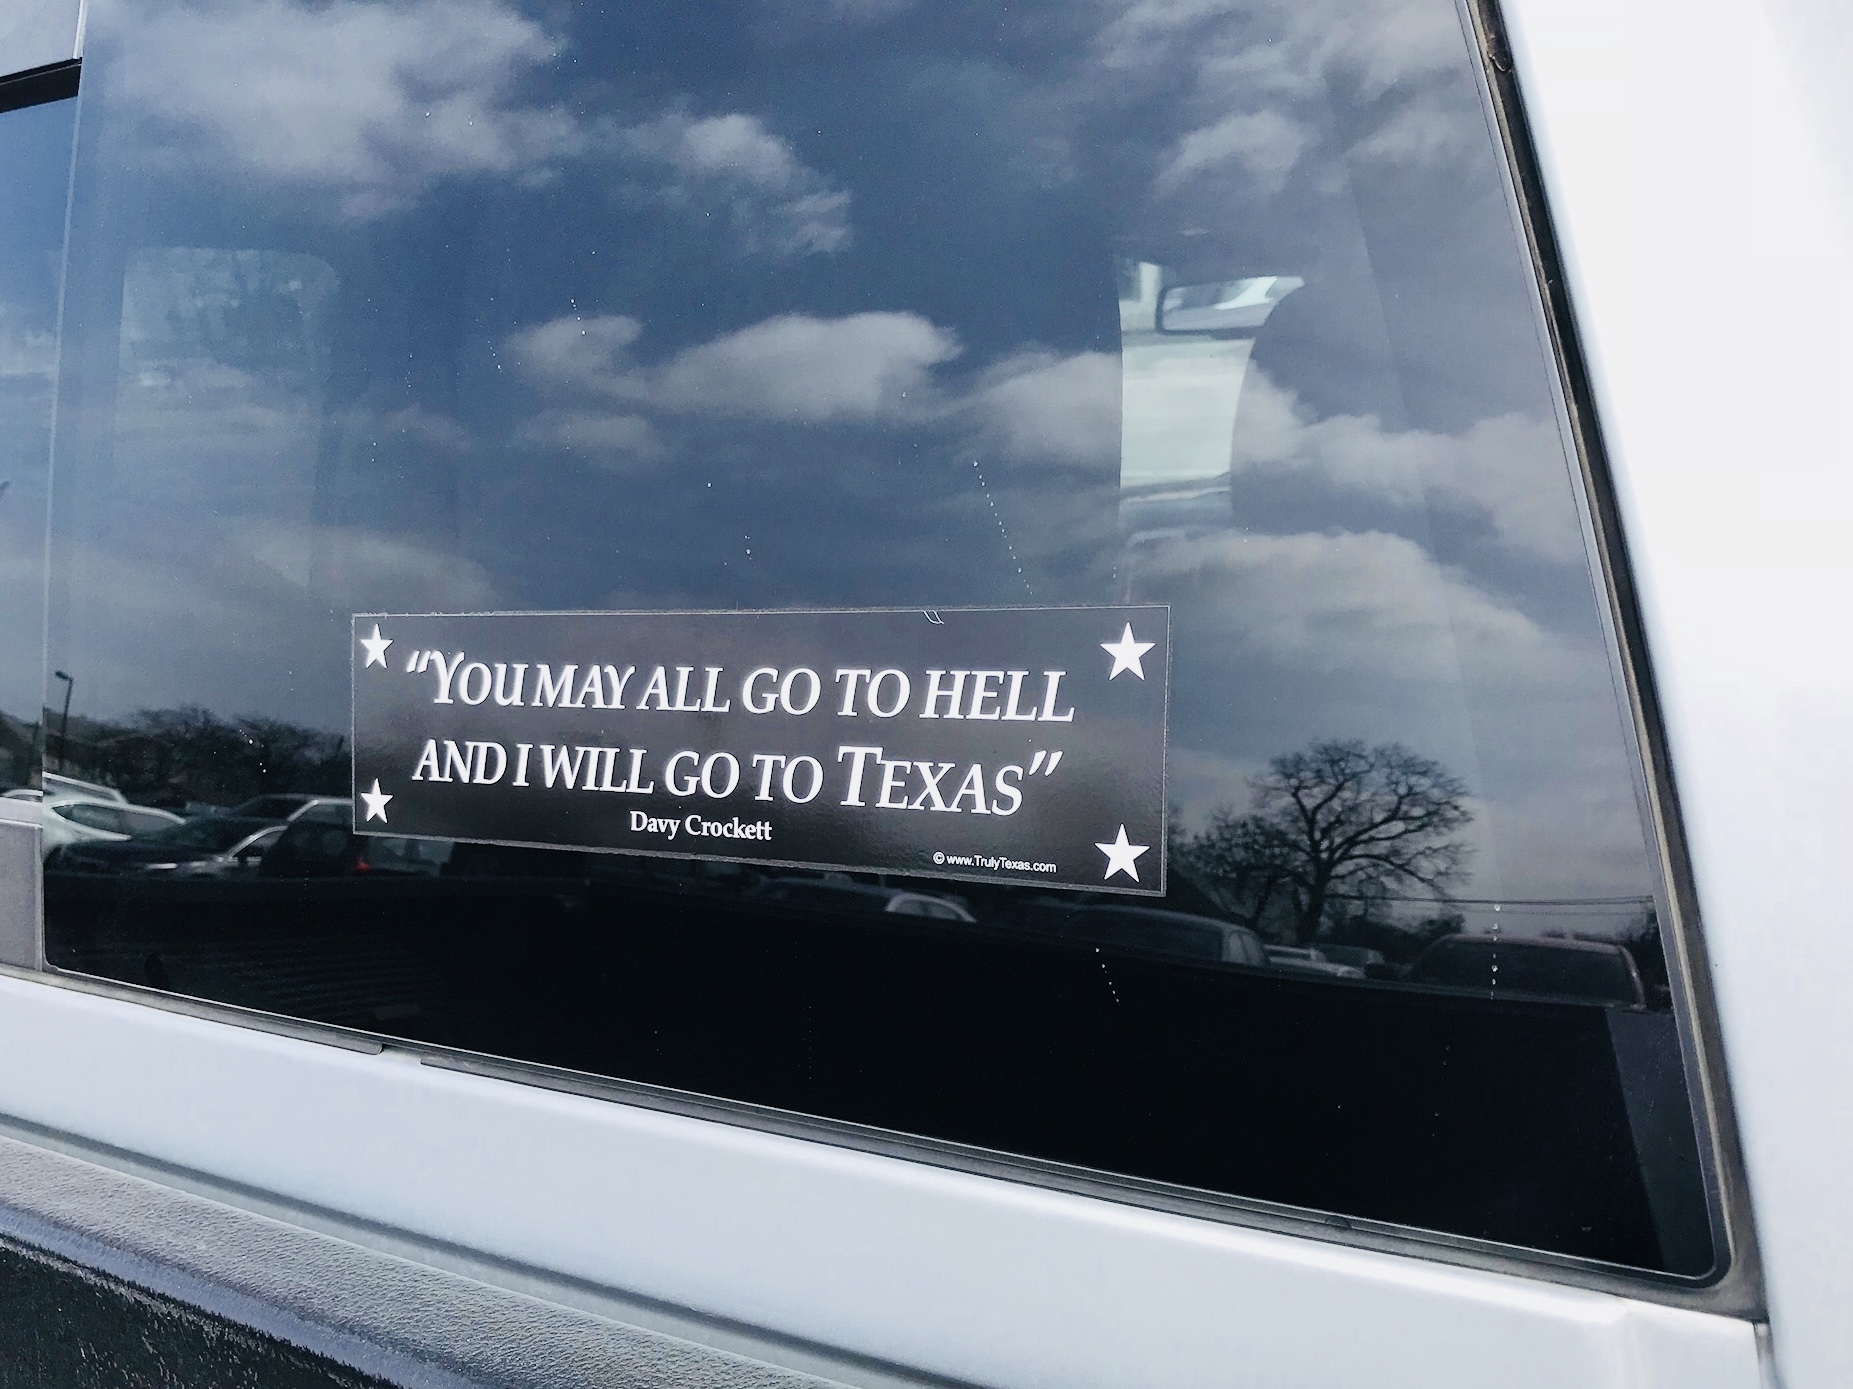 “YOU MAY ALL GO TO HELL
AND I WILL GO TO TEXAS”
Davy Crockett
© www.TrulyTexas.com